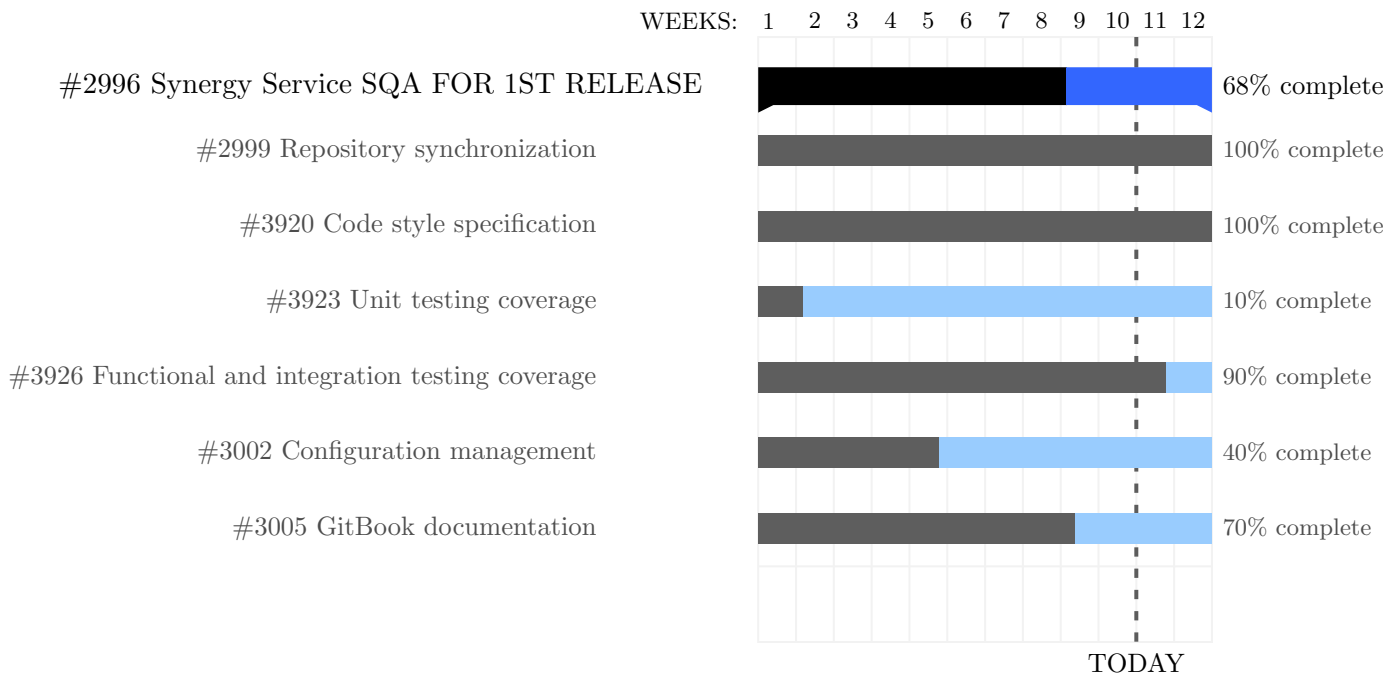 WEEKS: 1 2 3 4 5 6 7 8 9 10 11 12
#2996 Synergy Service SQA FOR 1ST RELEASE 68% complete
#2999 Repository synchronization 100% complete
#3920 Code style specification 100% complete
#3923 Unit testing coverage 10% complete
#3926 Functional and integration testing coverage 90% complete
#3002 Configuration management 40% complete
#3005 GitBook documentation 70% complete
TODAY